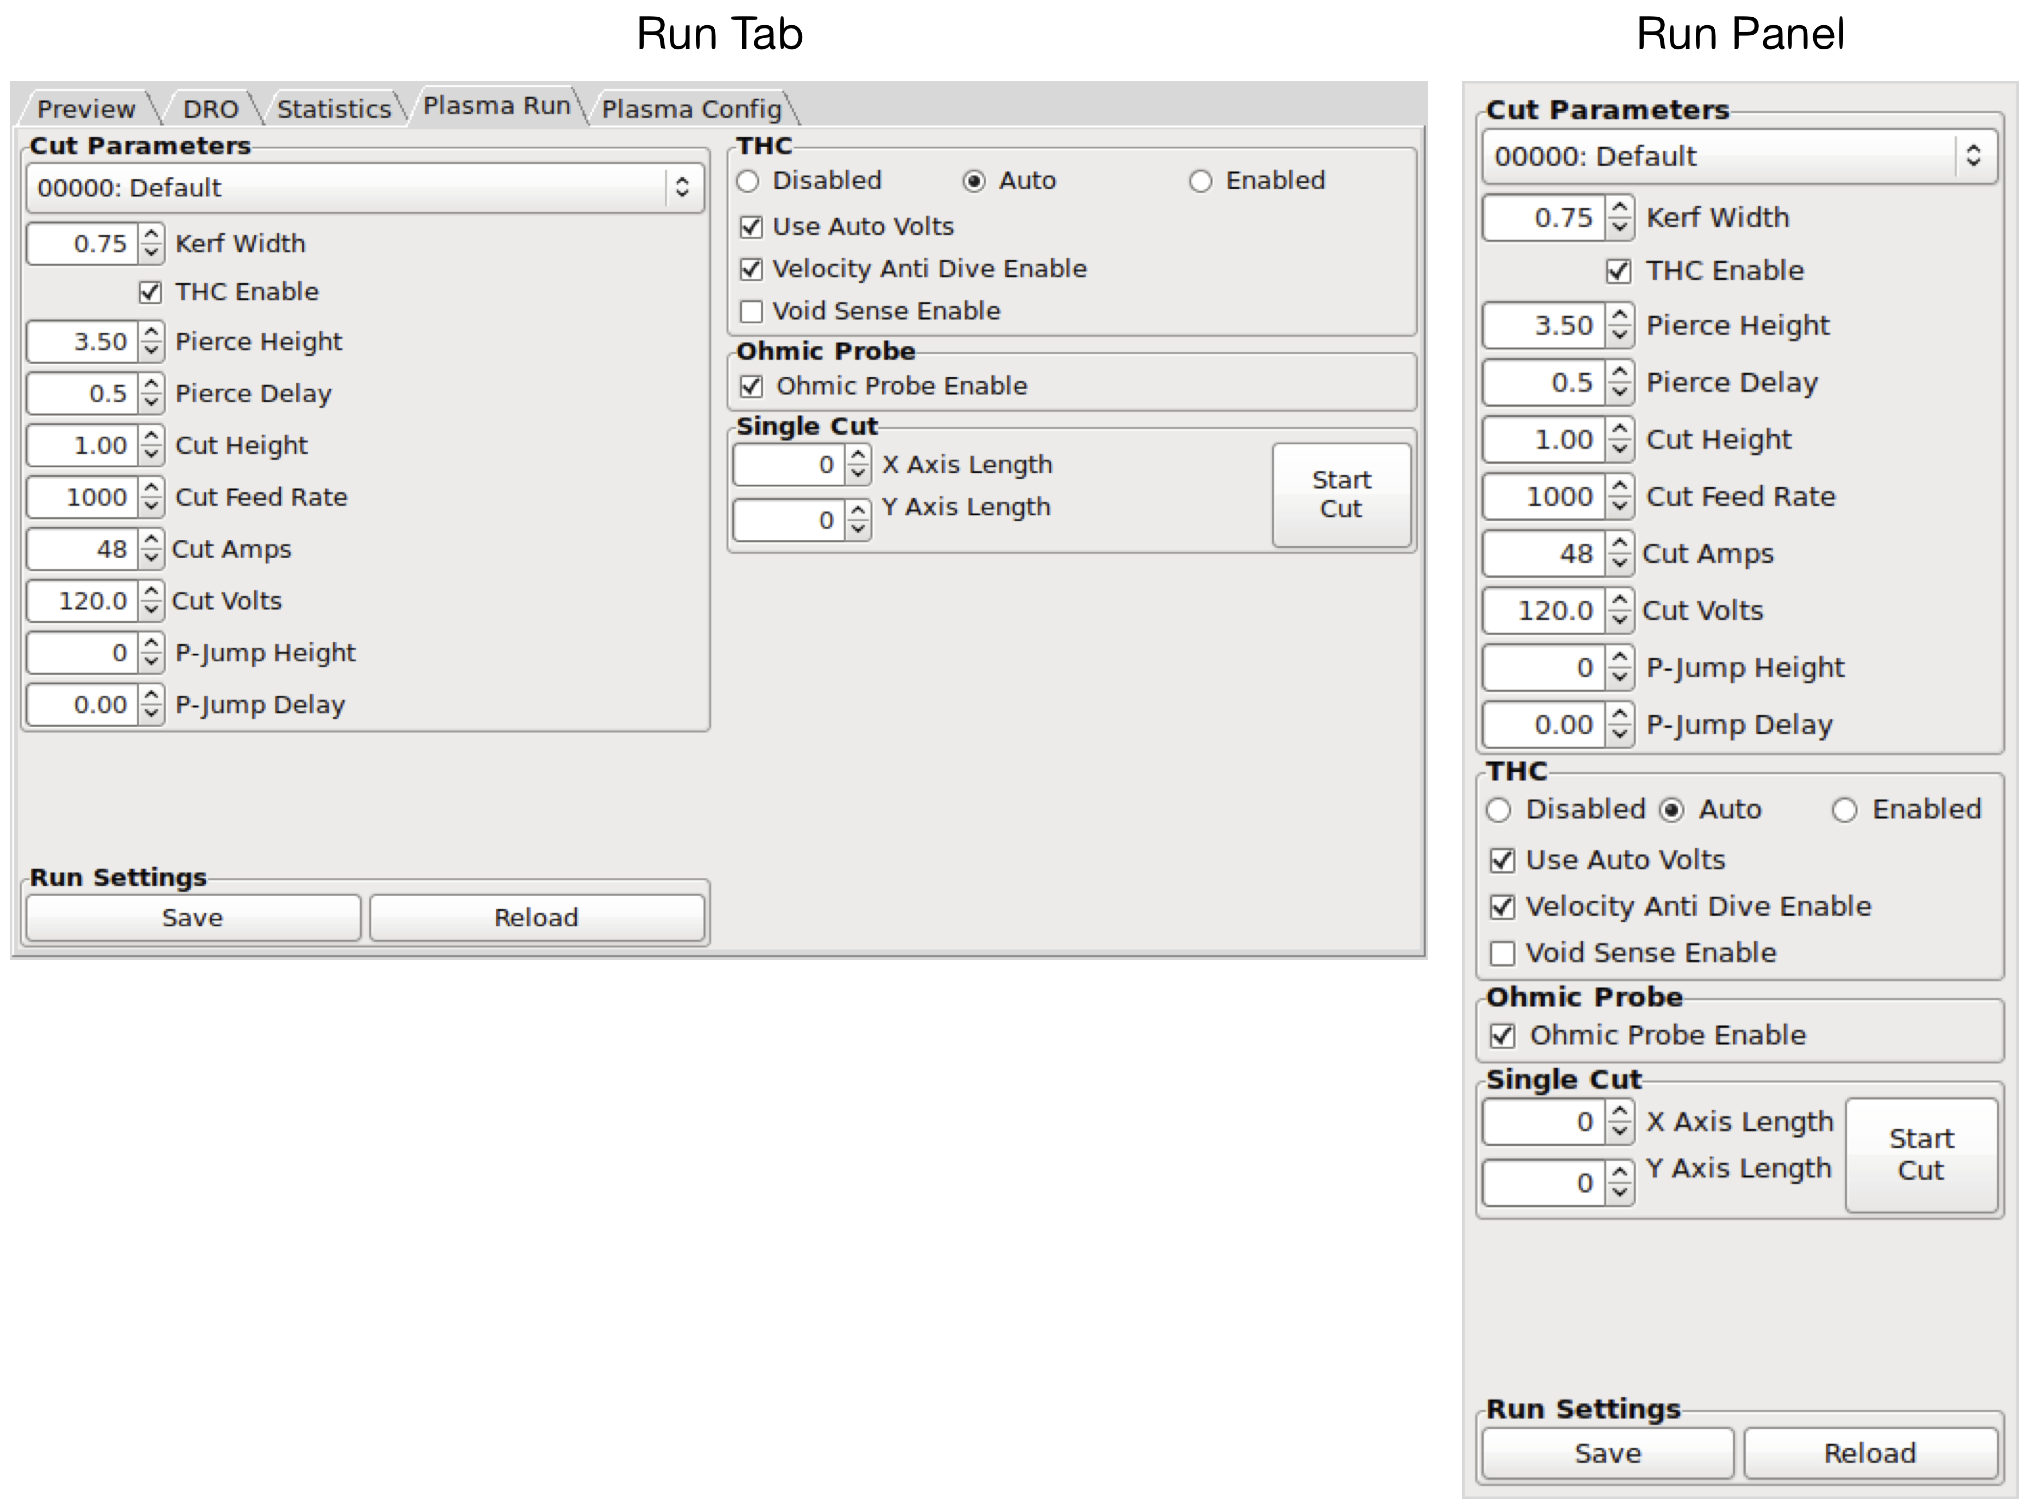 Run Tab
Preview DRO Statistics Plasma Run Plasma Config
Cut Parameters
00000: Default
0.75 Kerf Width
THC Enable
3.50 Pierce Height
0.5 Pierce Delay
1.00 Cut Height
1000 Cut Feed Rate
48 Cut Amps
120.0 Cut Volts
0 P-Jump Height
0.00 P-Jump Delay
Run Settings
Save Reload
THC
Disabled Auto Enabled
Use Auto Volts
Velocity Anti Dive Enable
Void Sense Enable
Ohmic Probe
Ohmic Probe Enable
Single Cut
0 X Axis Length
0 Y Axis Length
Start
Cut
Run Panel
Cut Parameters
00000: Default
0.75 Kerf Width
THC Enable
3.50 Pierce Height
0.5 Pierce Delay
1.00 Cut Height
1000 Cut Feed Rate
48 Cut Amps
120.0 Cut Volts
0 P-Jump Height
0.00 P-Jump Delay
THC
Disabled Auto Enabled
Use Auto Volts
Velocity Anti Dive Enable
Void Sense Enable
Ohmic Probe
Ohmic Probe Enable
Single Cut
0 X Axis Length
0 Y Axis Length
Start
Cut
Run Settings
Save Reload